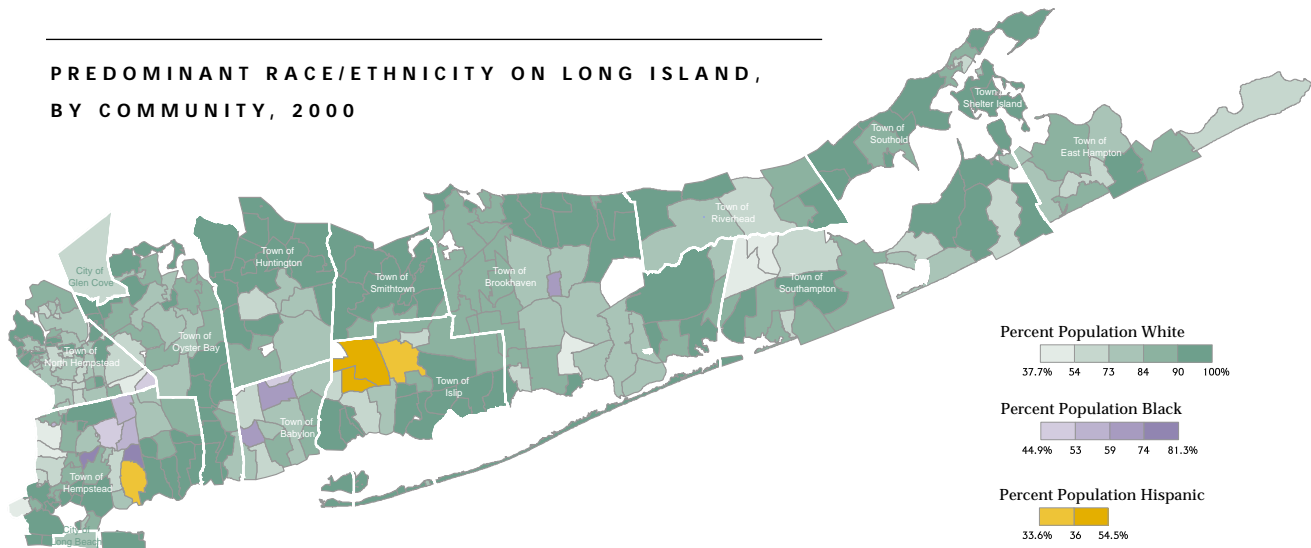 PREDOMINANT RACE/ETHNICITY ON LONG ISLAND,
BY COMMUNITY, 2000
Town
Shelter Island
Town of
Southold
Town of
East Hampton
Town of
Riverhead
Town of
Huntington
City of
Glen Cove
Town of
Smithtown
Town of
Brookhaven
Town of
Southampton
Town of
Oyster Bay
Town of
North Hempstead
Town of
Islip
Town of
Babylon
Town of
Hempstead
City of
Long Beach
Percent Population White
37.7% 54 73 84 90 100%
Percent Population Black
44.9% 53 59 74 81.3%
Percent Population Hispanic
33.6% 36 54.5%